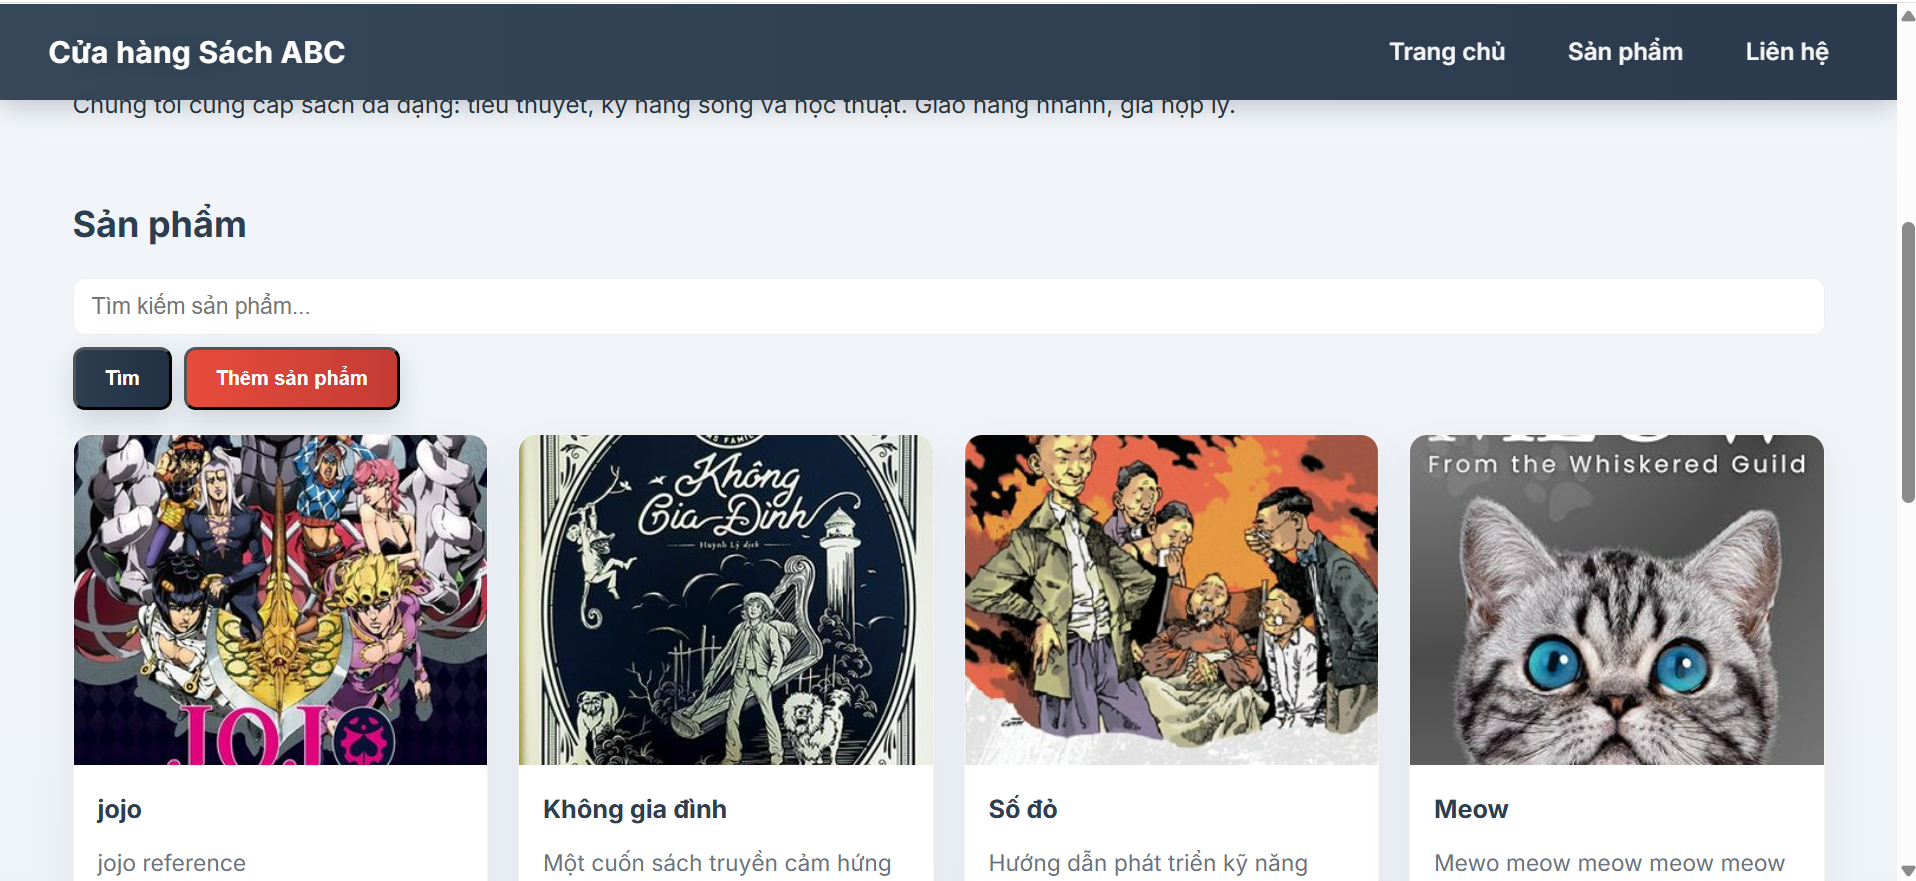 Cửa hàng Sách ABC
Trang chủ
Sản phẩm
Liên hệ
Chúng tôi cung cấp sách đa dạng: tiểu thuyết, kỹ năng sống và học thuật. Giao hàng nhanh, giá hợp lý.
Sản phẩm
Tìm kiếm sản phẩm...
Tìm
Thêm sản phẩm
Không
Gia Đình
Huỳnh Lý dịch
From the Whiskered Guild
JOJO
jojo
Không gia đình
Số đỏ
Meow
jojo reference
Một cuốn sách truyền cảm hứng
Hướng dẫn phát triển kỹ năng
Mewo meow meow meow meow